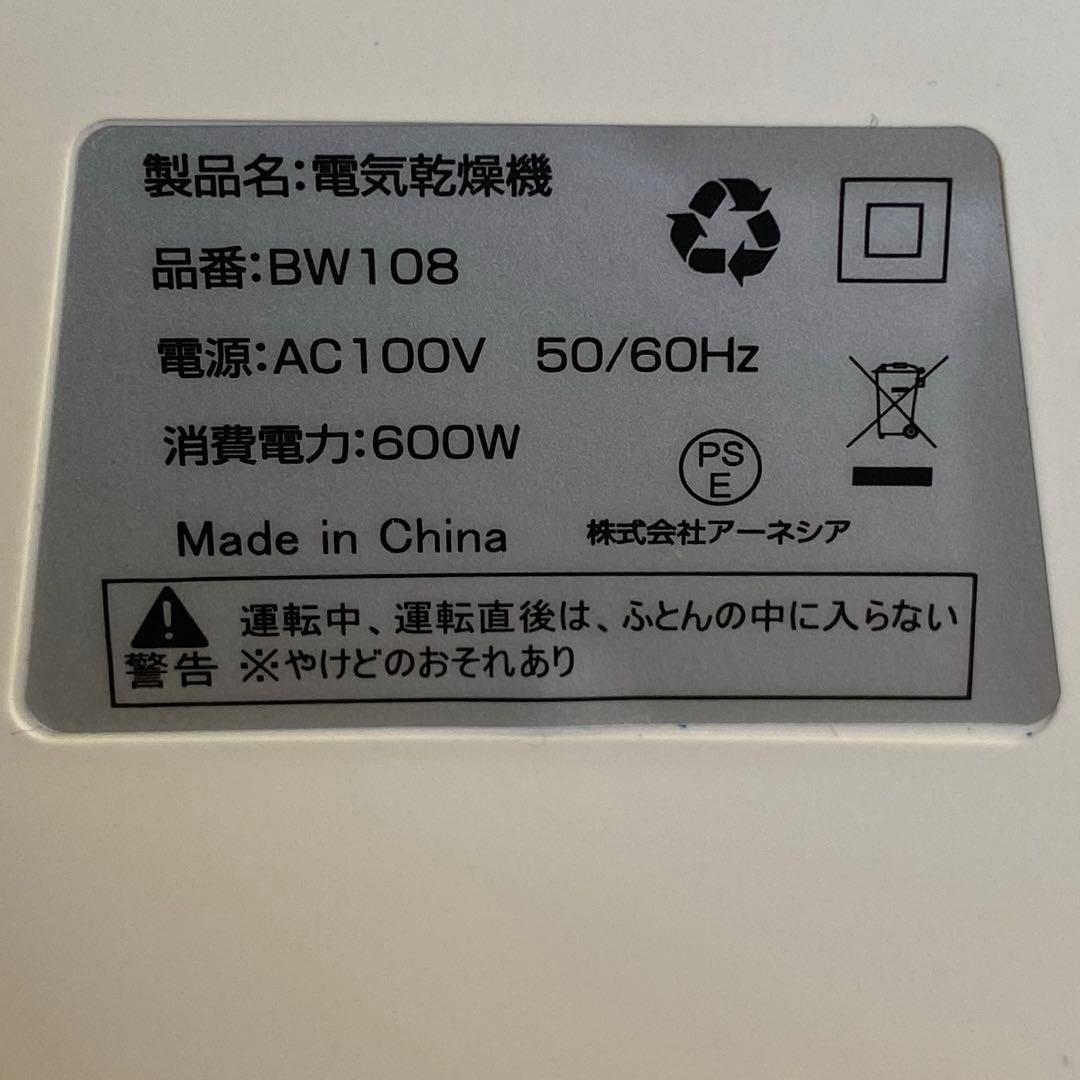 製品名:電気乾燥機
品番:BW108
電源:AC100V 50/60Hz
消費電力:600W
PS
E
Made in China
株式会社アーネシア
運転中、運転直後は、ふとんの中に入らない
警告 ※やけどのおそれあり